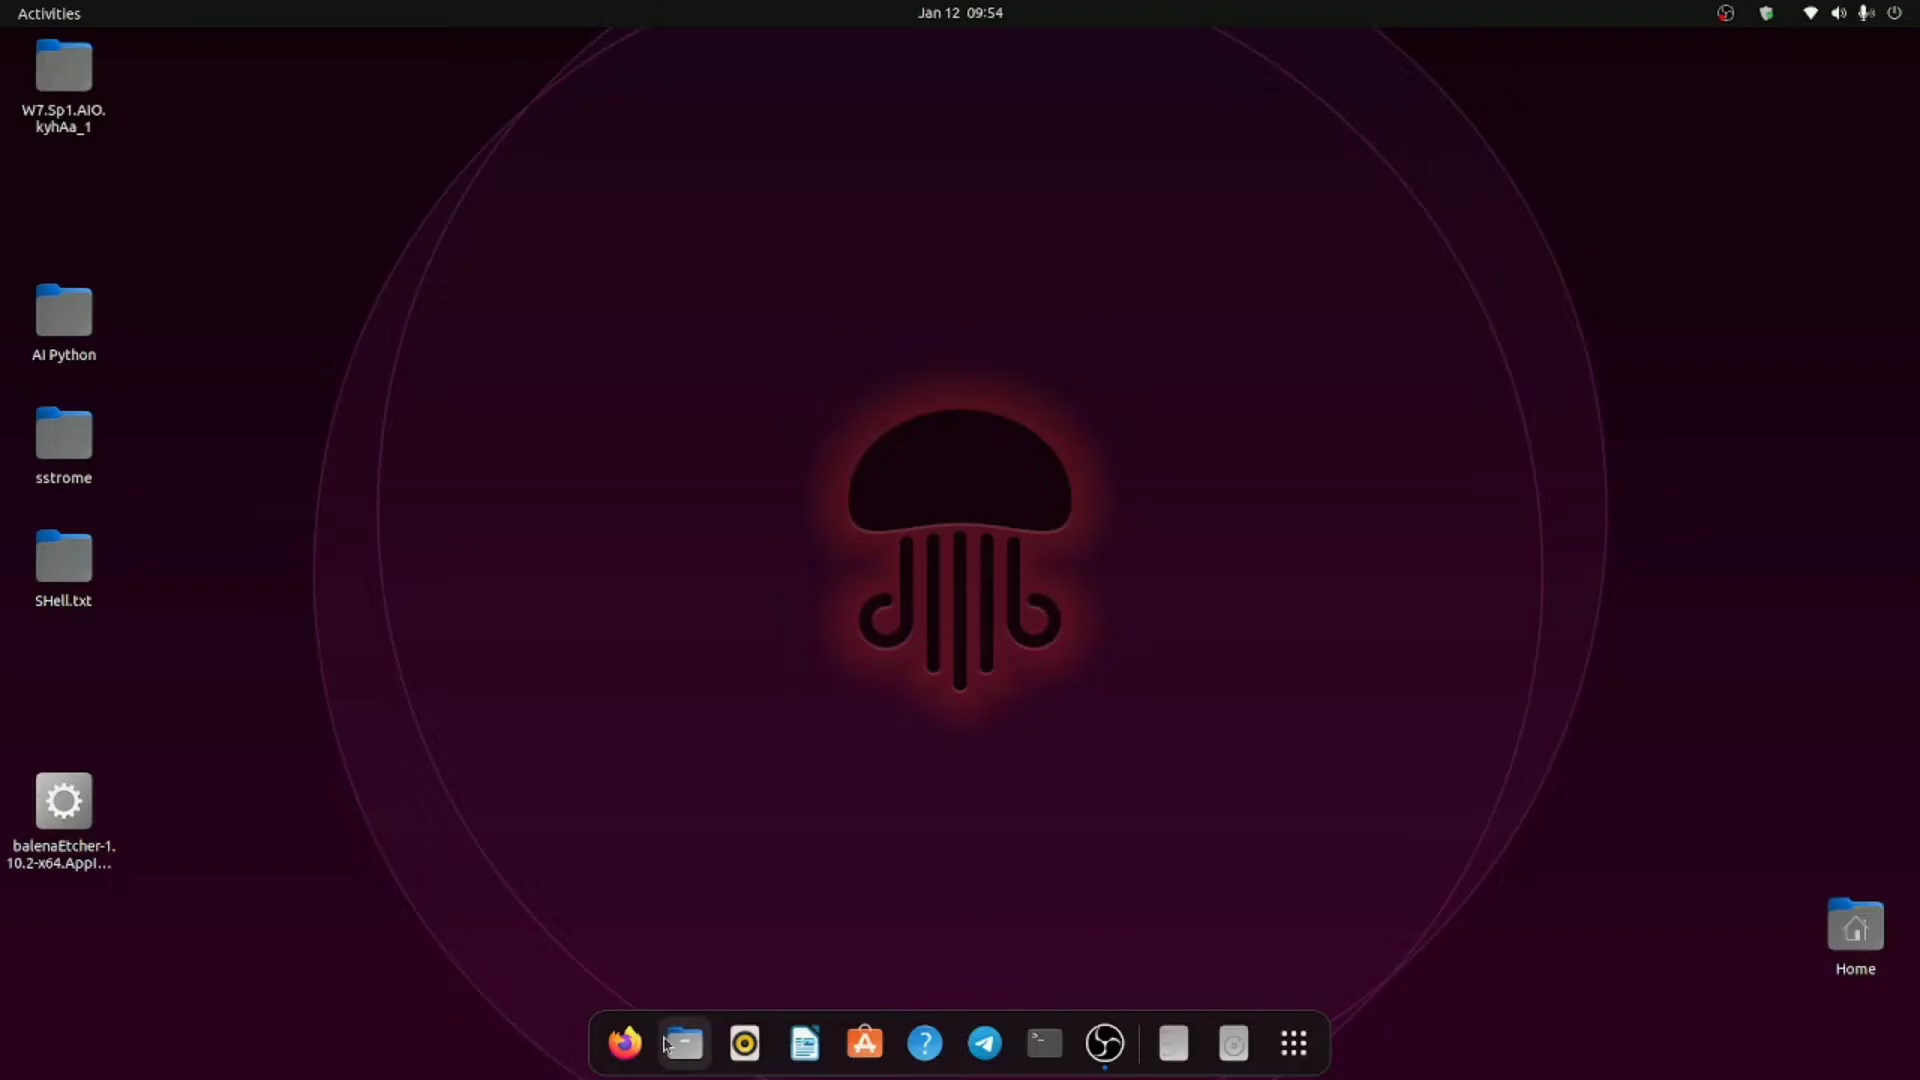 Activities
Jan 12 09:54
W7.Sp1.AIO.
kyhAa_1
AI Python
sstrome
SHell.txt
balenaEtcher-1.
10.2-x64.AppI...
Home